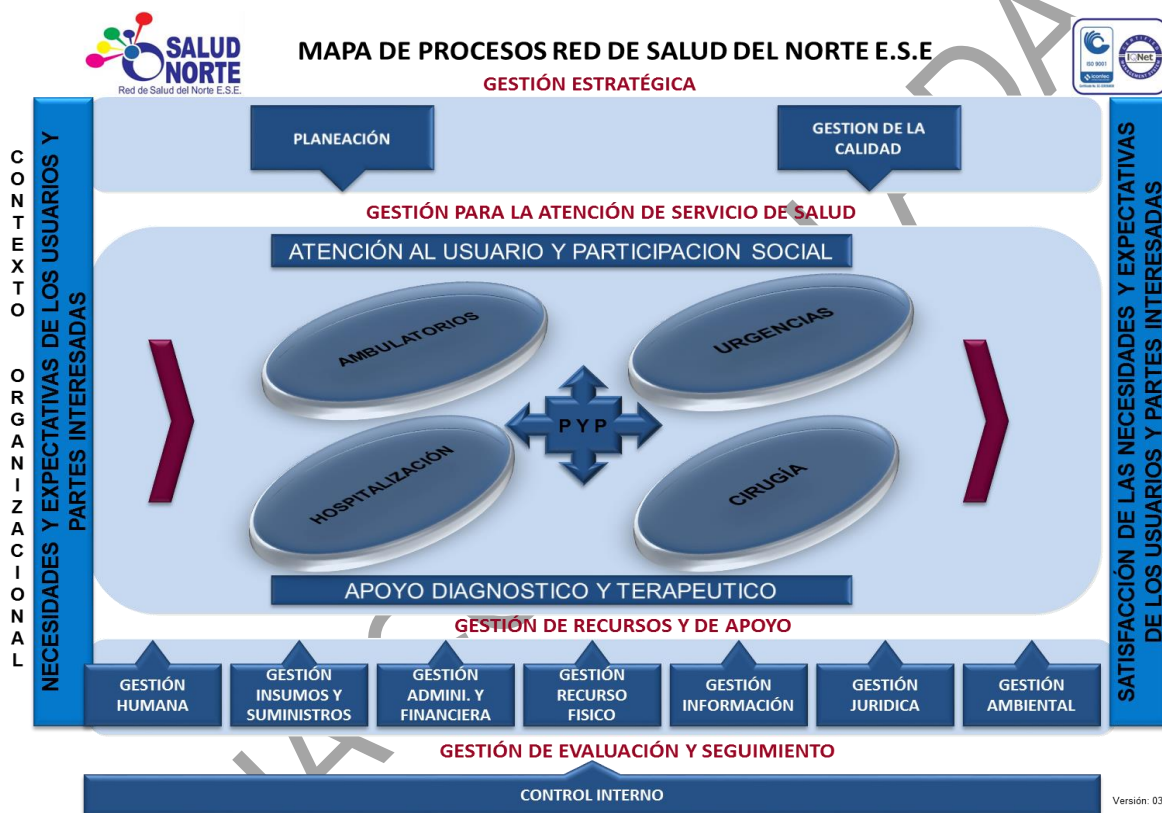 SALUD
NORTE
Red de Salud del Norte E.S.E.
MAPA DE PROCESOS RED DE SALUD DEL NORTE E.S.E
ISO 9001
icontec
IQNet
GESTIÓN ESTRATÉGICA
PLANEACIÓN
GESTION DE LA
CALIDAD
CONTEXTO ORGANIZACIONAL
NECESIDADES Y EXPECTATIVAS DE LOS USUARIOS Y
PARTES INTERESADAS
GESTIÓN PARA LA ATENCIÓN DE SERVICIO DE SALUD
ATENCIÓN AL USUARIO Y PARTICIPACION SOCIAL
AMBULATORIOS
URGENCIAS
P Y P
HOSPITALIZACIÓN
CIRUGÍA
APOYO DIAGNOSTICO Y TERAPEUTICO
SATISFACCIÓN DE LAS NECESIDADES Y EXPECTATIVAS
DE LOS USUARIOS Y PARTES INTERESADAS
GESTIÓN DE RECURSOS Y DE APOYO
GESTIÓN
HUMANA
GESTIÓN
INSUMOS Y
SUMINISTROS
GESTIÓN
ADMINI. Y
FINANCIERA
GESTIÓN
RECURSO
FISICO
GESTIÓN
INFORMACIÓN
GESTIÓN
JURIDICA
GESTIÓN
AMBIENTAL
GESTIÓN DE EVALUACIÓN Y SEGUIMIENTO
CONTROL INTERNO
Versión: 03